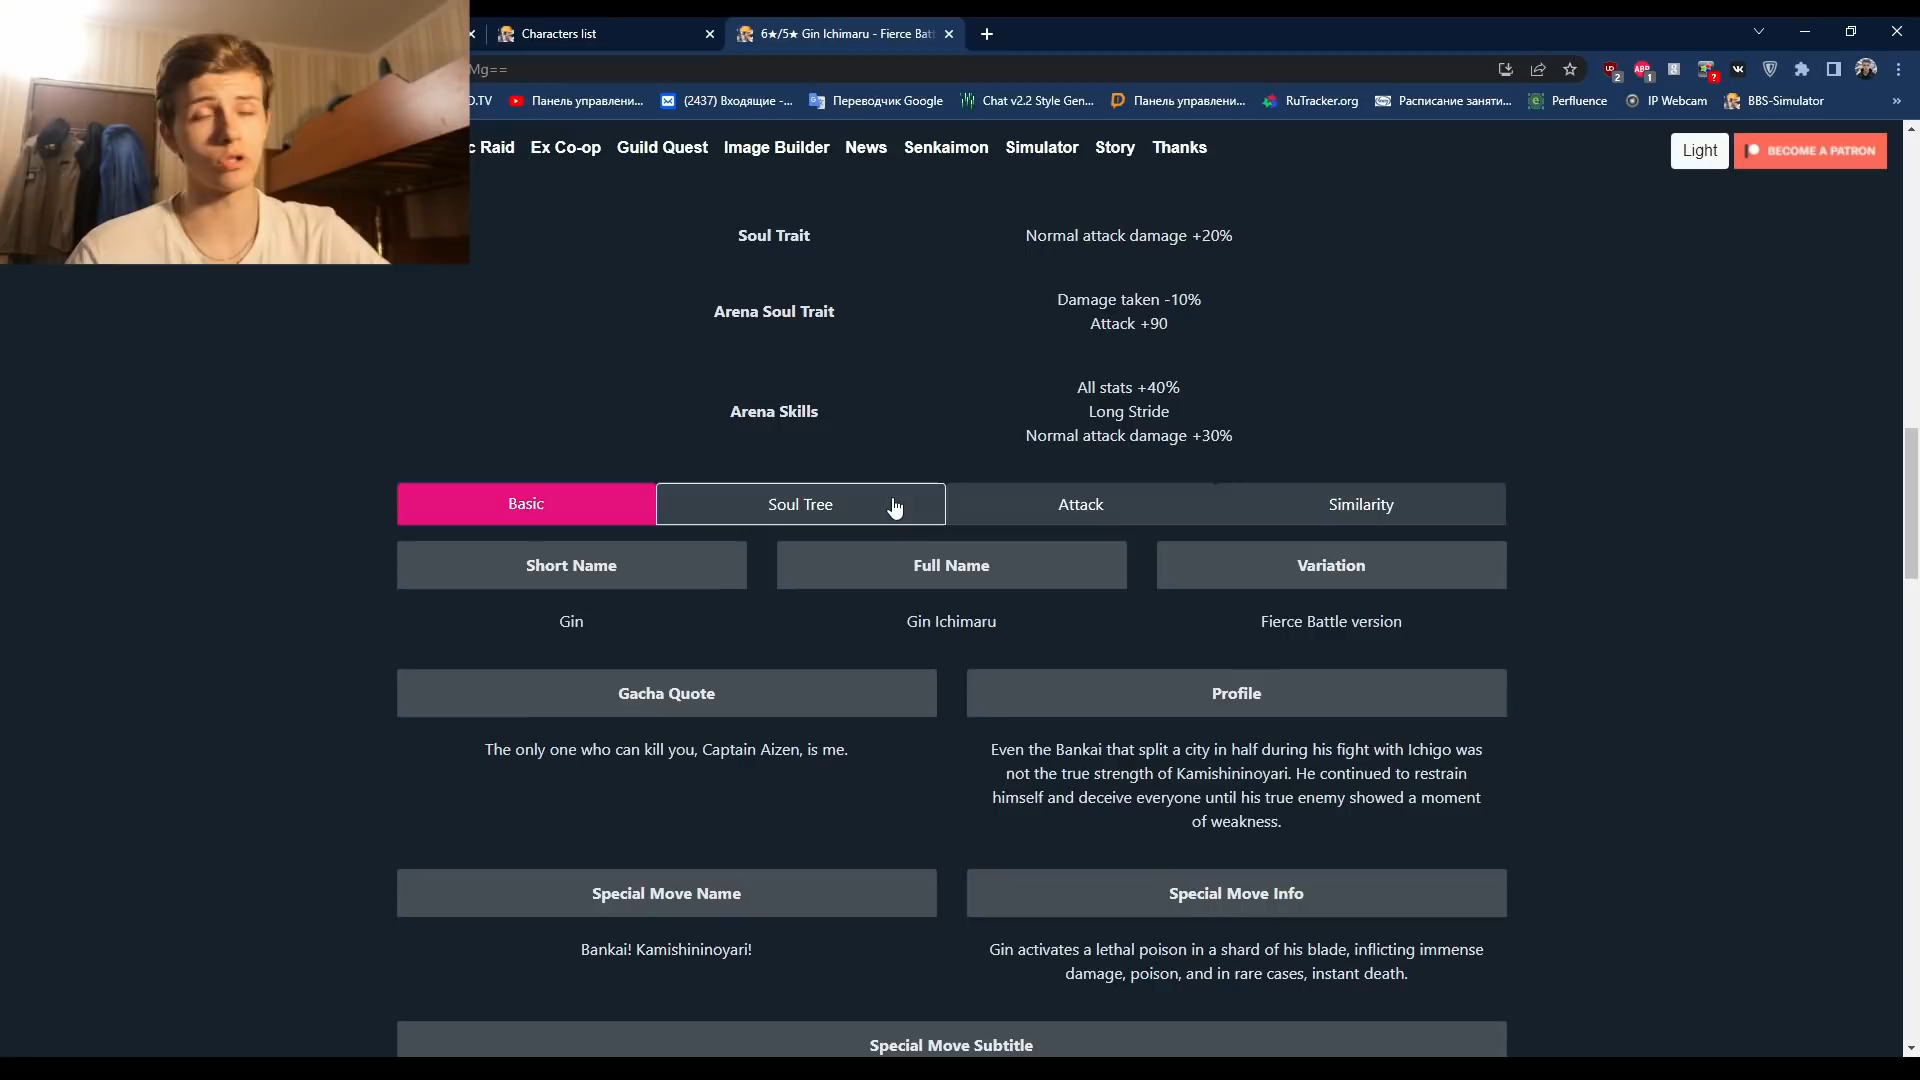 Characters list
6★/5★ Gin Ichimaru - Fierce Bat
Mg==
2
1
?
O.TV
Панель управлени...
(2437) Входящие -...
Переводчик Google
Chat v2.2 Style Gen...
Панель управлени...
RuTracker.org
Расписание заняти...
Perfluence
IP Webcam
BBS-Simulator
»
c Raid
Ex Co-op
Guild Quest
Image Builder
News
Senkaimon
Simulator
Story
Thanks
Light
BECOME A PATRON
Soul Trait
Normal attack damage +20%
Arena Soul Trait
Damage taken -10%
Attack +90
Arena Skills
All stats +40%
Long Stride
Normal attack damage +30%
Basic
Soul Tree
Attack
Similarity
Short Name
Full Name
Variation
Gin
Gin Ichimaru
Fierce Battle version
Gacha Quote
Profile
The only one who can kill you, Captain Aizen, is me.
Even the Bankai that split a city in half during his fight with Ichigo was
not the true strength of Kamishininoyari. He continued to restrain
himself and deceive everyone until his true enemy showed a moment
of weakness.
Special Move Name
Special Move Info
Bankai! Kamishininoyari!
Gin activates a lethal poison in a shard of his blade, inflicting immense
damage, poison, and in rare cases, instant death.
Special Move Subtitle